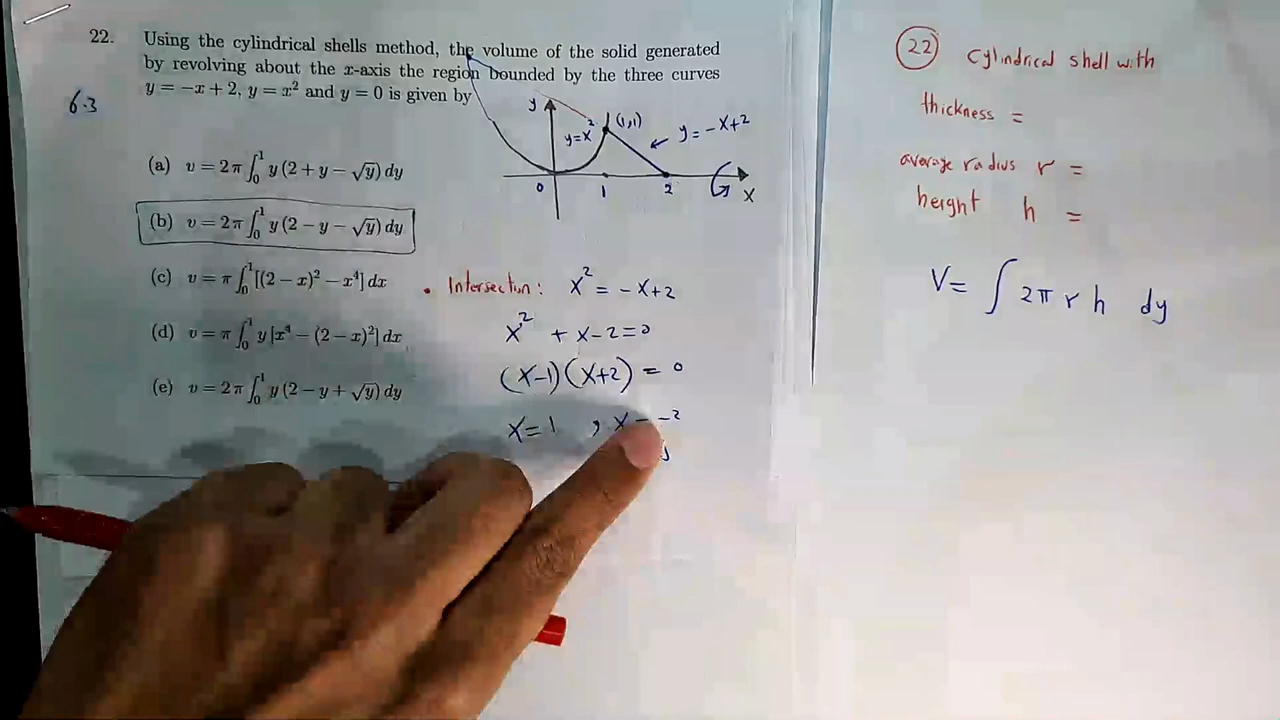 22. Using the cylindrical shells method, the volume of the solid generated
by revolving about the x-axis the region bounded by the three curves
y = −x + 2, y = x² and y = 0 is given by
6.3
(a) v = 2π ∫₀¹ y(2 + y − √y) dy
(b) v = 2π ∫₀¹ y(2 − y − √y) dy
(c) v = π ∫₀¹ [(2 − x)² − x⁴] dx
(d) v = π ∫₀¹ y[x⁴ − (2 − x)²] dx
(e) v = 2π ∫₀¹ y(2 − y + √y) dy
y
y=x²
(1,1)
y = -x+2
0 1 2 x
• Intersection: x² = -x+2
x² + x-2=0
(x-1)(x+2) = 0
x=1 , x=-2
22 Cylindrical shell with
thickness =
average radius r =
height h =
V= ∫ 2π r h dy